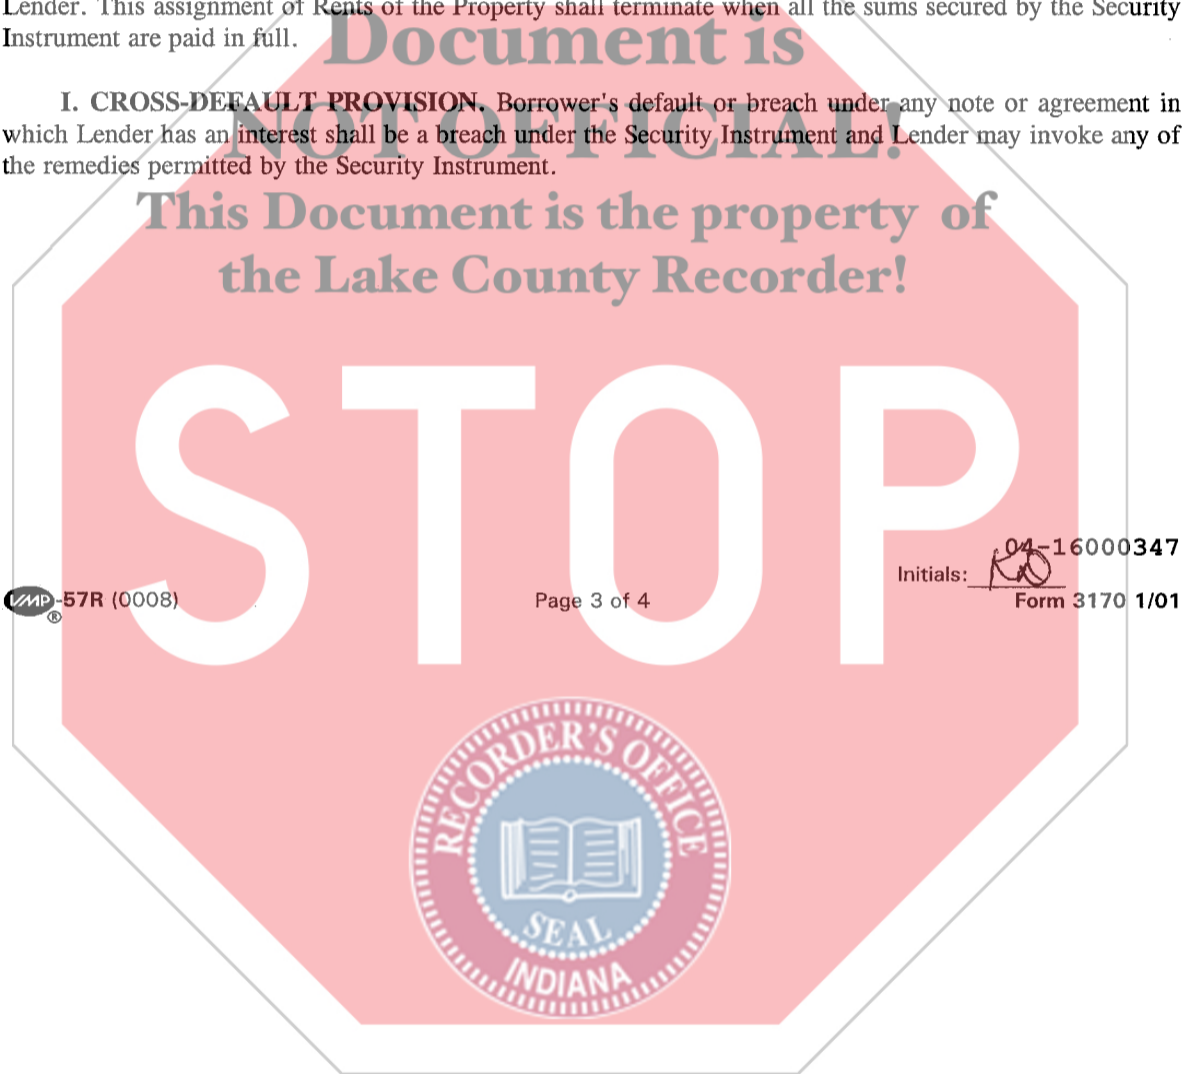 Lender. This assignment of Rents of the Property shall terminate when all the sums secured by the Security
Instrument are paid in full.
Document is
I. CROSS-DEFAULT PROVISION. Borrower's default or breach under any note or agreement in
NOT OFFICIAL!
which Lender has an interest shall be a breach under the Security Instrument and Lender may invoke any of
the remedies permitted by the Security Instrument.
This Document is the property of
the Lake County Recorder!
STOP
04-16000347
Initials: KD
VMP-57R (0008)
®
Page 3 of 4
Form 3170 1/01
RECORDER'S OFFICE
SEAL
INDIANA